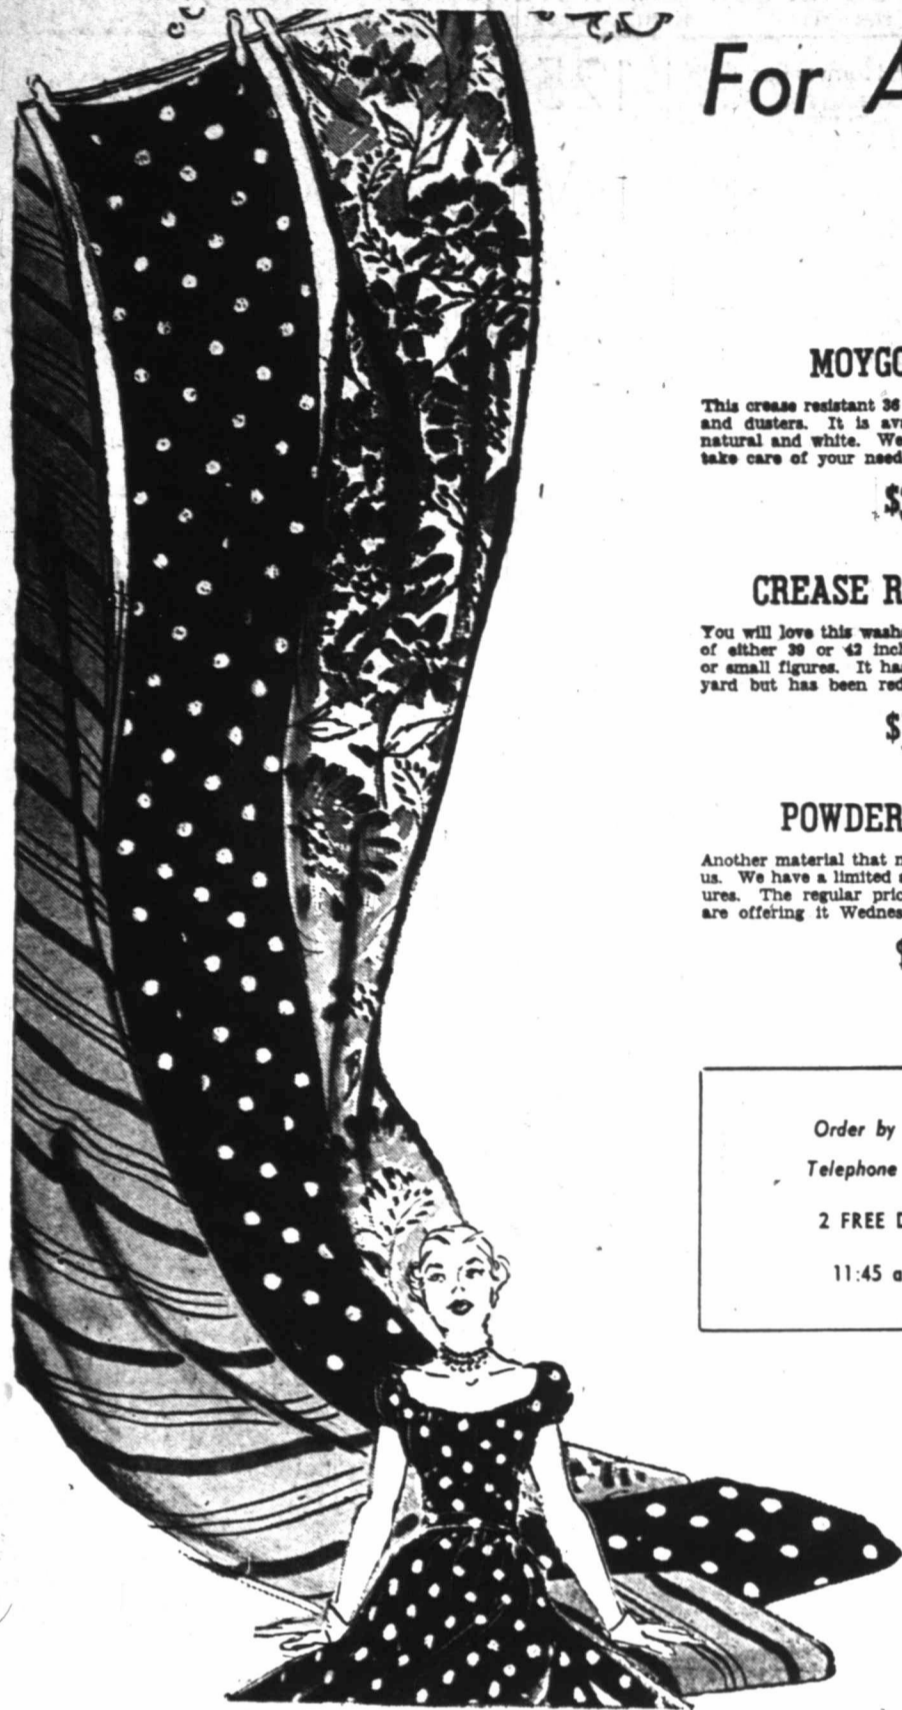 For A
MOYGO
This crease resistant 36
and dusters. It is av
natural and white. We
take care of your need
$
CREASE R
You will love this wash
of either 39 or 42 inc
or small figures. It ha
yard but has been red
$
POWDER
Another material that
us. We have a limited
ures. The regular pric
are offering it Wednes
$
Order by
Telephone
2 FREE D
11:45 a